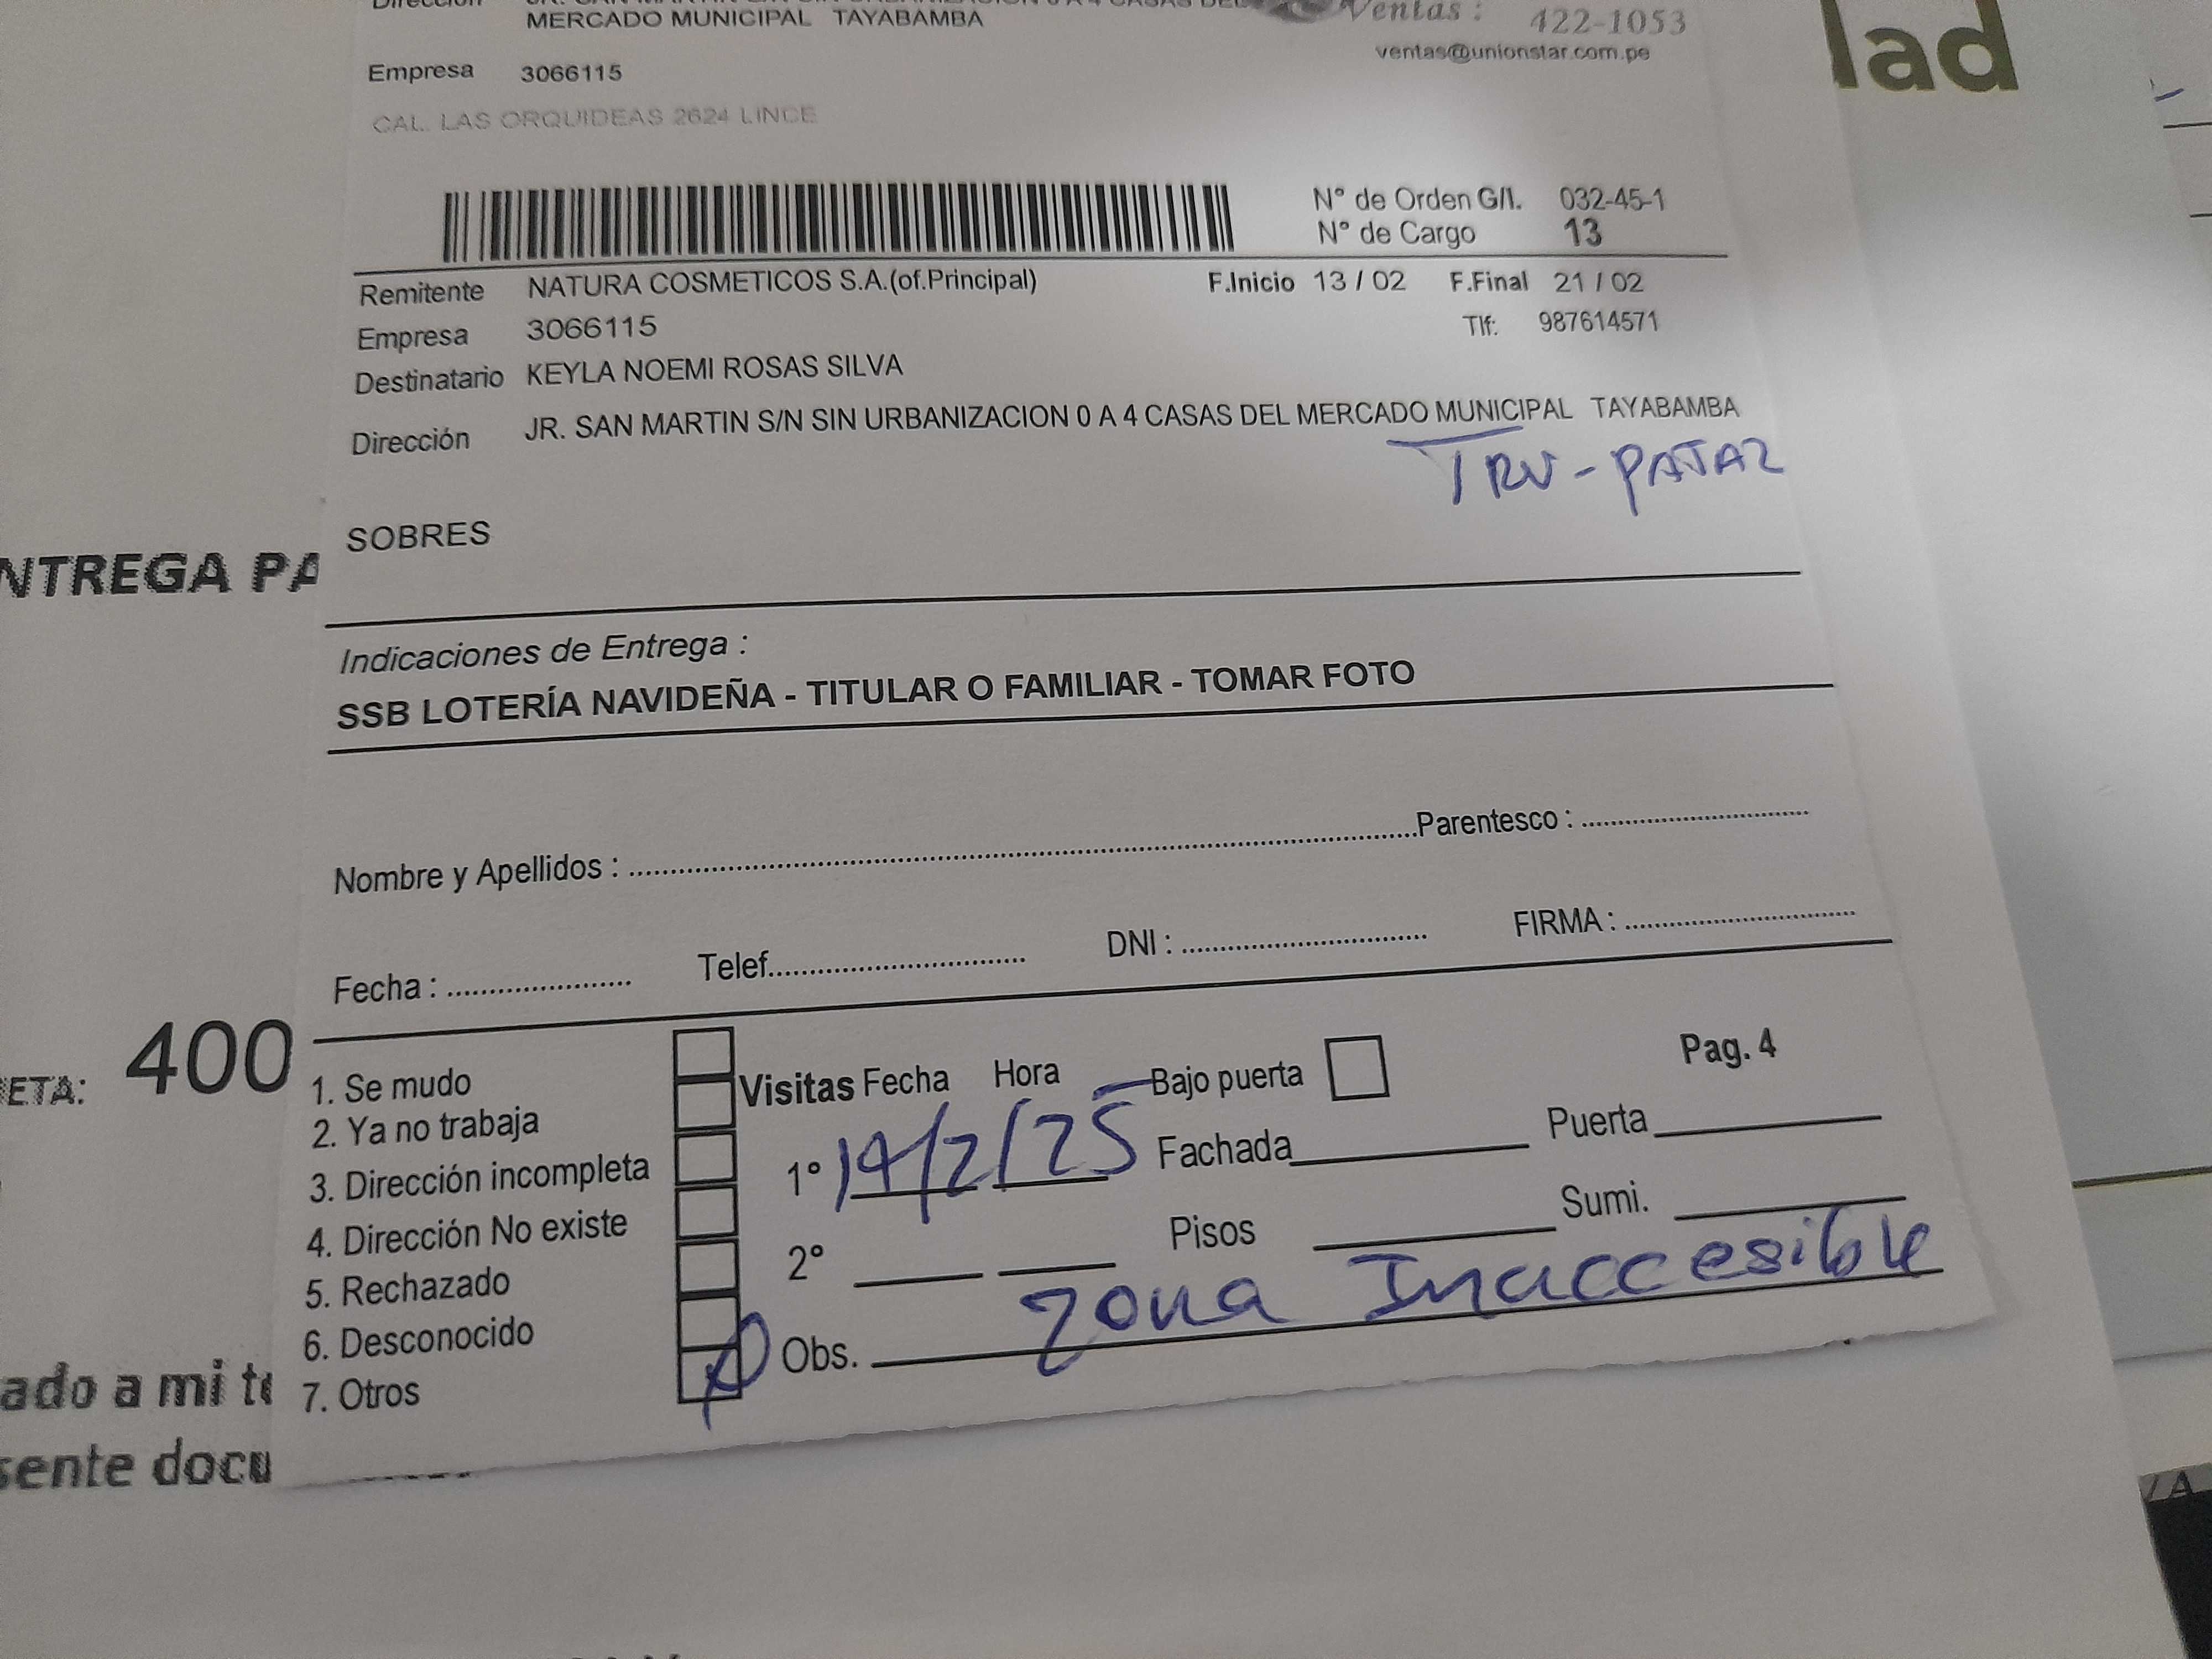 MERCADO MUNICIPAL TAYABAMBA
Ventas : 422-1053
ventas@unionstar.com.pe
Empresa 3066115
CAL. LAS ORQUIDEAS 2624 LINCE
lad
N° de Orden G/I. 032-45-1
N° de Cargo 13
Remitente NATURA COSMETICOS S.A.(of.Principal) F.Inicio 13 / 02 F.Final 21 / 02
Empresa 3066115 Tlf: 987614571
Destinatario KEYLA NOEMI ROSAS SILVA
Dirección JR. SAN MARTIN S/N SIN URBANIZACION 0 A 4 CASAS DEL MERCADO MUNICIPAL TAYABAMBA
TRU - PATAZ
SOBRES
NTREGA PA
Indicaciones de Entrega :
SSB LOTERÍA NAVIDEÑA - TITULAR O FAMILIAR - TOMAR FOTO
Nombre y Apellidos : Parentesco :
Fecha : Telef. DNI : FIRMA :
ETA: 400
1. Se mudo
2. Ya no trabaja
3. Dirección incompleta
4. Dirección No existe
5. Rechazado
6. Desconocido
7. Otros
Visitas Fecha Hora Bajo puerta Pag. 4
1° 14/2/25 Fachada Puerta
2° Pisos Sumi.
Obs. Zona Inaccesible
ado a mi te
sente docu